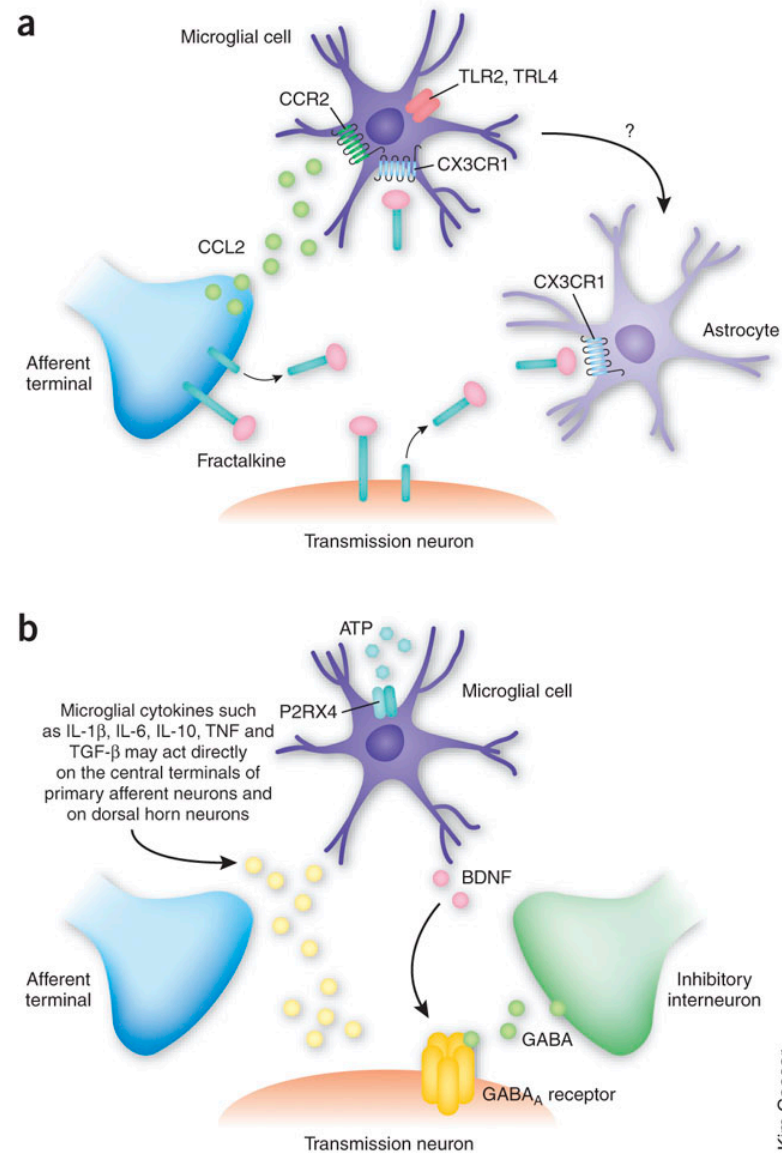 a
Microglial cell
TLR2, TRL4
CCR2
?
CX3CR1
CCL2
CX3CR1
Astrocyte
Afferent
terminal
Fractalkine
Transmission neuron
b
ATP
Microglial cell
P2RX4
Microglial cytokines such
as IL-1β, IL-6, IL-10, TNF and
TGF-β may act directly
on the central terminals of
primary afferent neurons and
on dorsal horn neurons
BDNF
Afferent
terminal
Inhibitory
interneuron
GABA
GABAA receptor
Transmission neuron